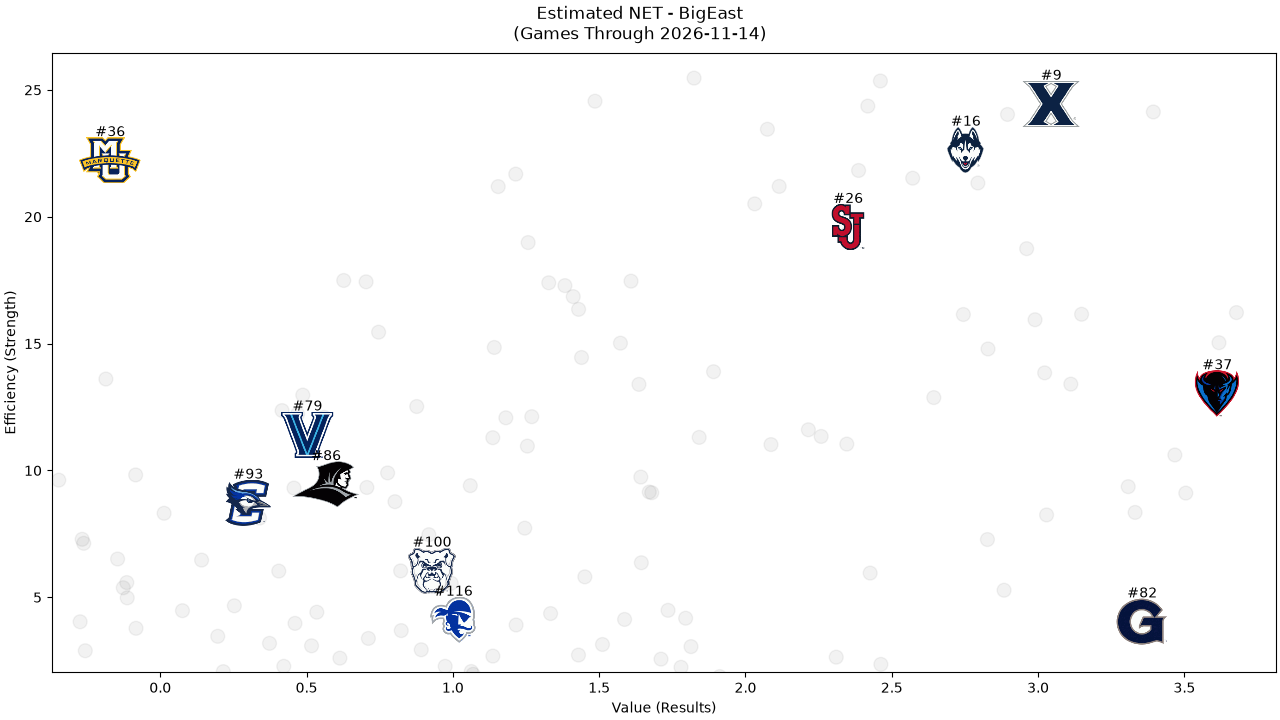 Estimated NET - BigEast
(Games Through 2026-11-14)
25
20
15
10
5
Efficiency (Strength)
#9
#16
#36
MARQUETTE
#26
SJ
#37
#79
#86
#93
#100
#116
#82
0.0 0.5 1.0 1.5 2.0 2.5 3.0 3.5
Value (Results)